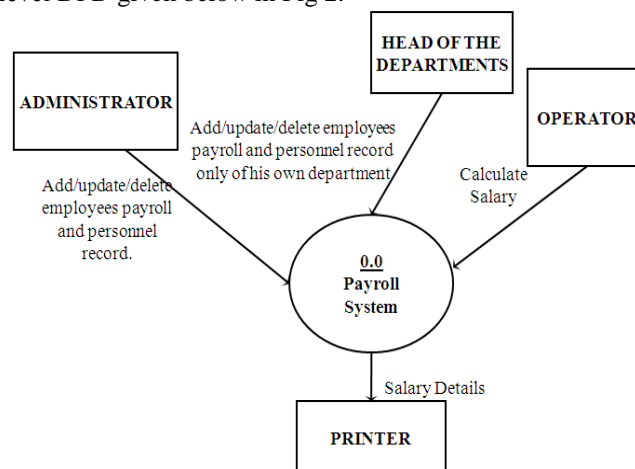 level DFD given below in Fig 2.
HEAD OF THE
DEPARTMENTS
ADMINISTRATOR
OPERATOR
Add/update/delete employees
payroll and personnel record
only of his own department
Calculate
Salary
Add/update/delete
employees payroll
and personnel
record.
0.0
Payroll
System
Salary Details
PRINTER